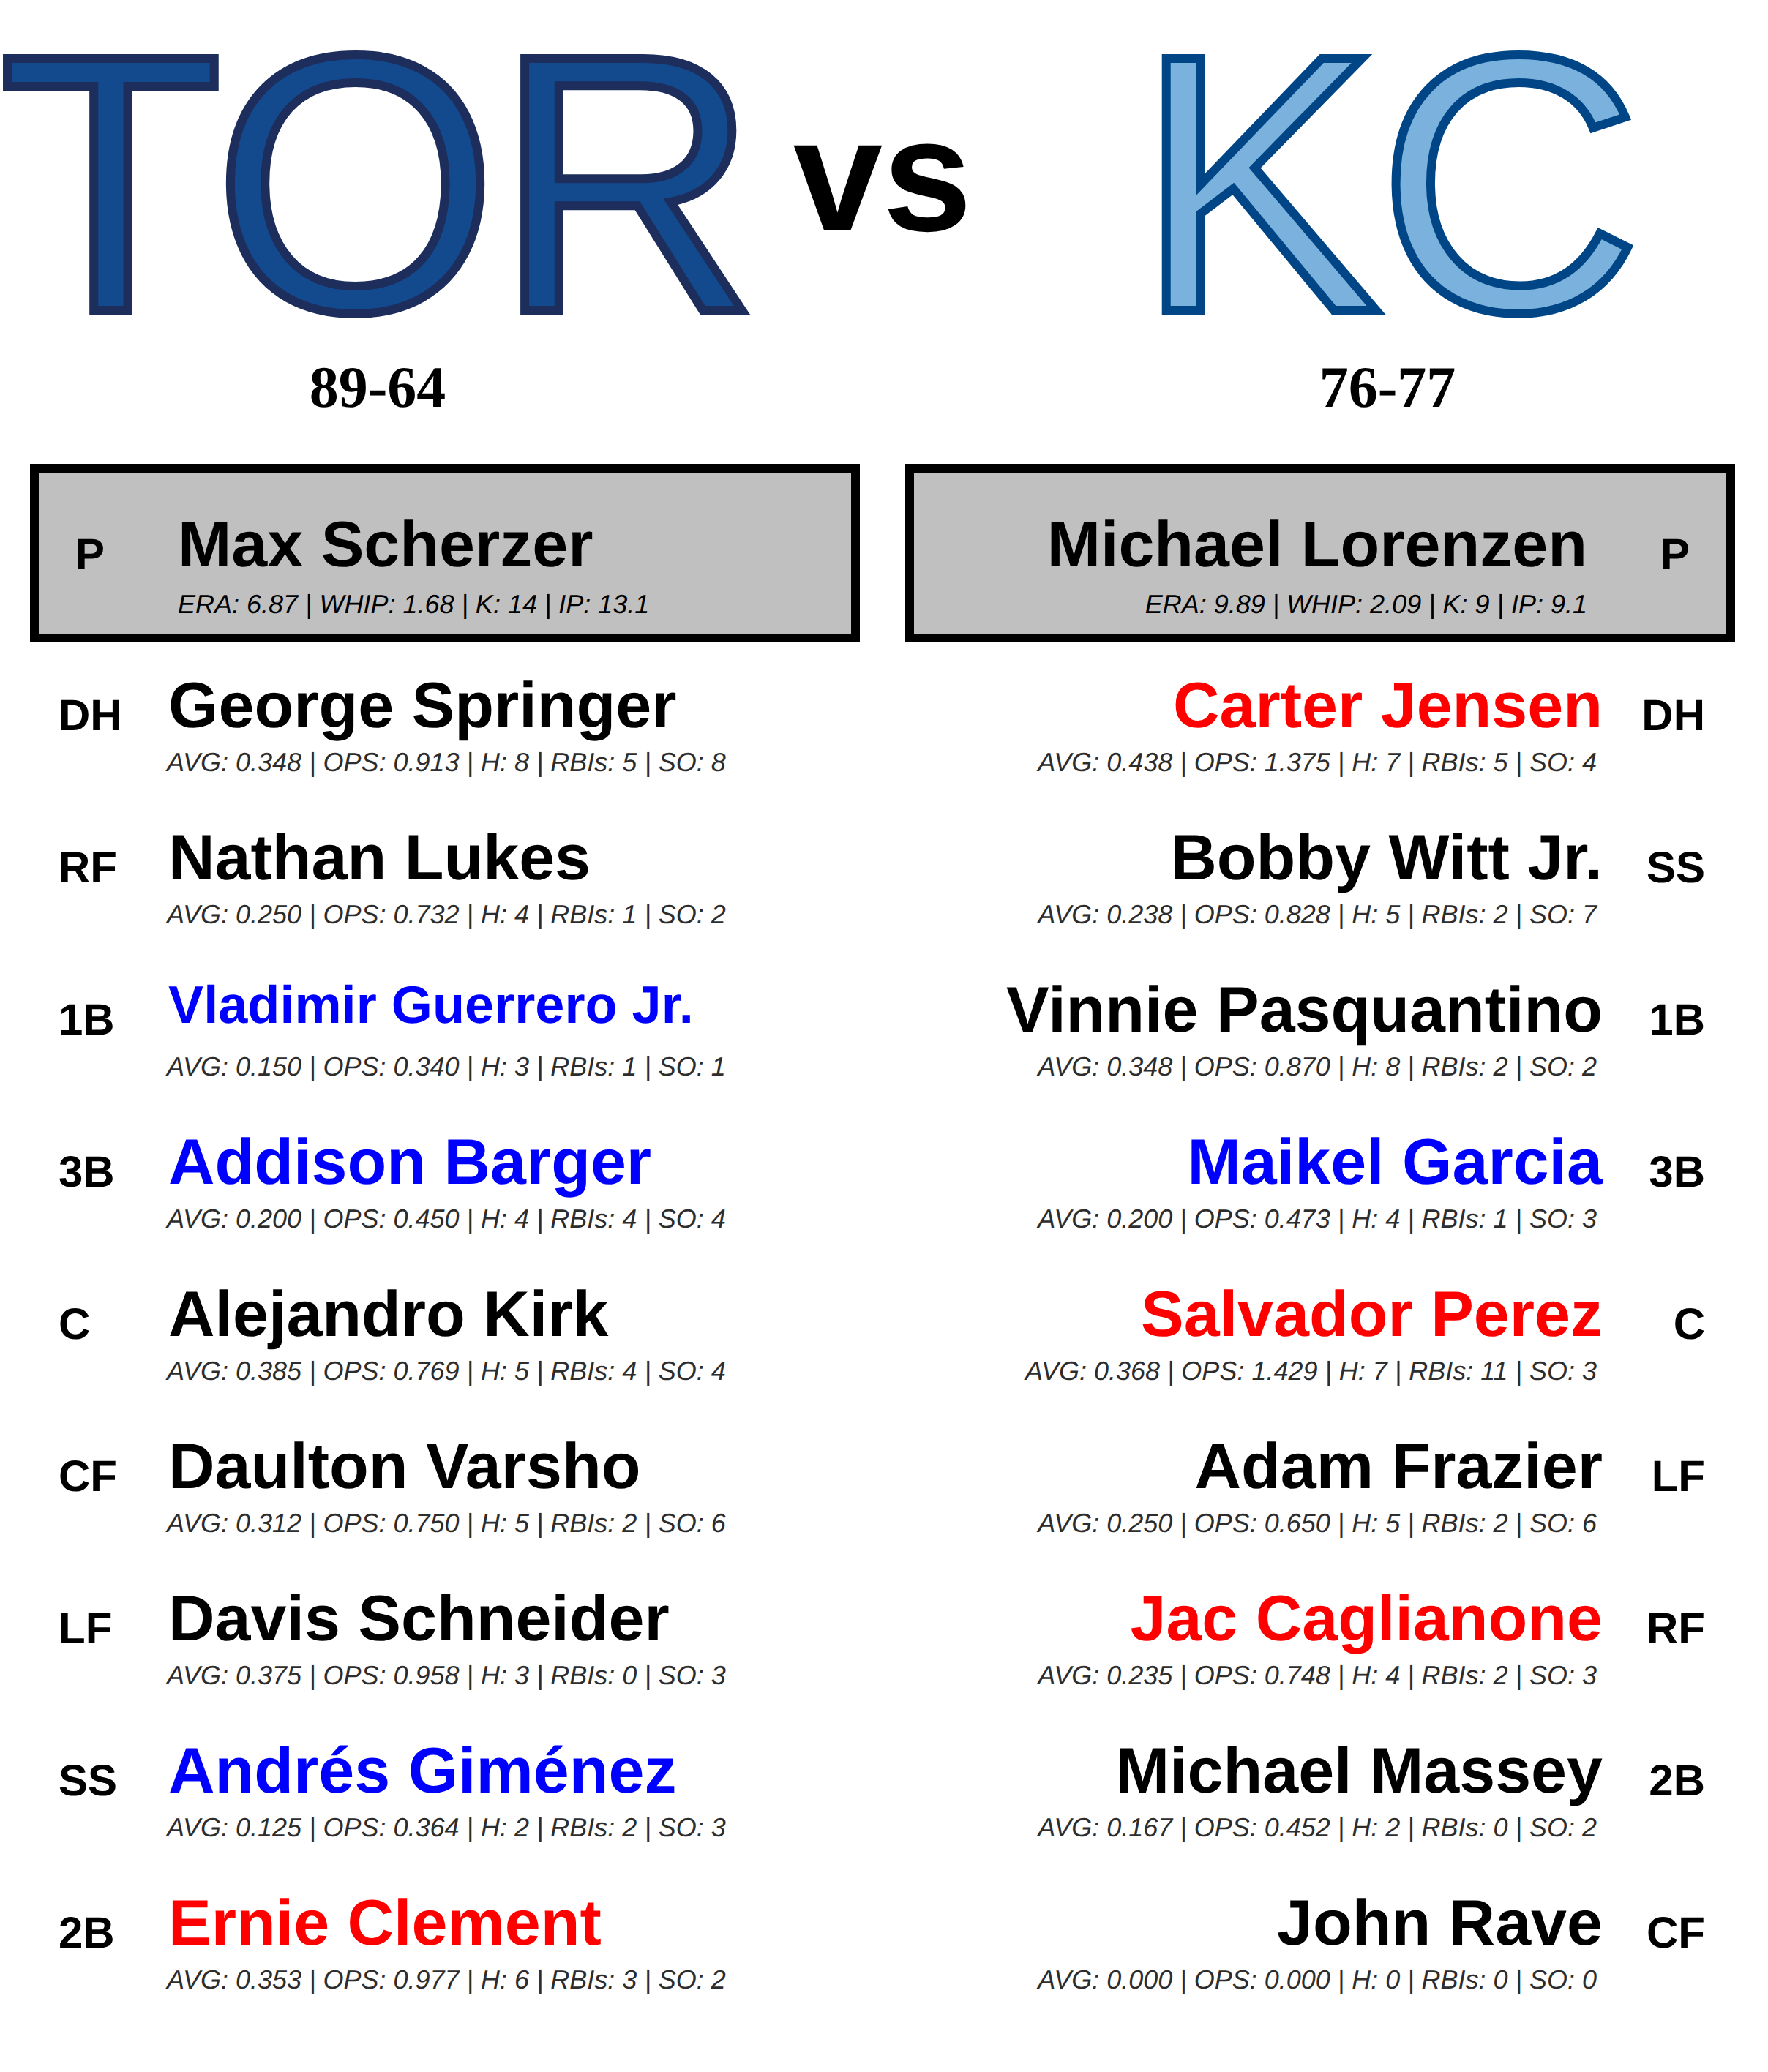 TOR vs KC
89-64 76-77
P Max Scherzer
ERA: 6.87 | WHIP: 1.68 | K: 14 | IP: 13.1
Michael Lorenzen P
ERA: 9.89 | WHIP: 2.09 | K: 9 | IP: 9.1
DH George Springer
AVG: 0.348 | OPS: 0.913 | H: 8 | RBIs: 5 | SO: 8
RF Nathan Lukes
AVG: 0.250 | OPS: 0.732 | H: 4 | RBIs: 1 | SO: 2
1B Vladimir Guerrero Jr.
AVG: 0.150 | OPS: 0.340 | H: 3 | RBIs: 1 | SO: 1
3B Addison Barger
AVG: 0.200 | OPS: 0.450 | H: 4 | RBIs: 4 | SO: 4
C Alejandro Kirk
AVG: 0.385 | OPS: 0.769 | H: 5 | RBIs: 4 | SO: 4
CF Daulton Varsho
AVG: 0.312 | OPS: 0.750 | H: 5 | RBIs: 2 | SO: 6
LF Davis Schneider
AVG: 0.375 | OPS: 0.958 | H: 3 | RBIs: 0 | SO: 3
SS Andrés Giménez
AVG: 0.125 | OPS: 0.364 | H: 2 | RBIs: 2 | SO: 3
2B Ernie Clement
AVG: 0.353 | OPS: 0.977 | H: 6 | RBIs: 3 | SO: 2
Carter Jensen DH
AVG: 0.438 | OPS: 1.375 | H: 7 | RBIs: 5 | SO: 4
Bobby Witt Jr. SS
AVG: 0.238 | OPS: 0.828 | H: 5 | RBIs: 2 | SO: 7
Vinnie Pasquantino 1B
AVG: 0.348 | OPS: 0.870 | H: 8 | RBIs: 2 | SO: 2
Maikel Garcia 3B
AVG: 0.200 | OPS: 0.473 | H: 4 | RBIs: 1 | SO: 3
Salvador Perez C
AVG: 0.368 | OPS: 1.429 | H: 7 | RBIs: 11 | SO: 3
Adam Frazier LF
AVG: 0.250 | OPS: 0.650 | H: 5 | RBIs: 2 | SO: 6
Jac Caglianone RF
AVG: 0.235 | OPS: 0.748 | H: 4 | RBIs: 2 | SO: 3
Michael Massey 2B
AVG: 0.167 | OPS: 0.452 | H: 2 | RBIs: 0 | SO: 2
John Rave CF
AVG: 0.000 | OPS: 0.000 | H: 0 | RBIs: 0 | SO: 0